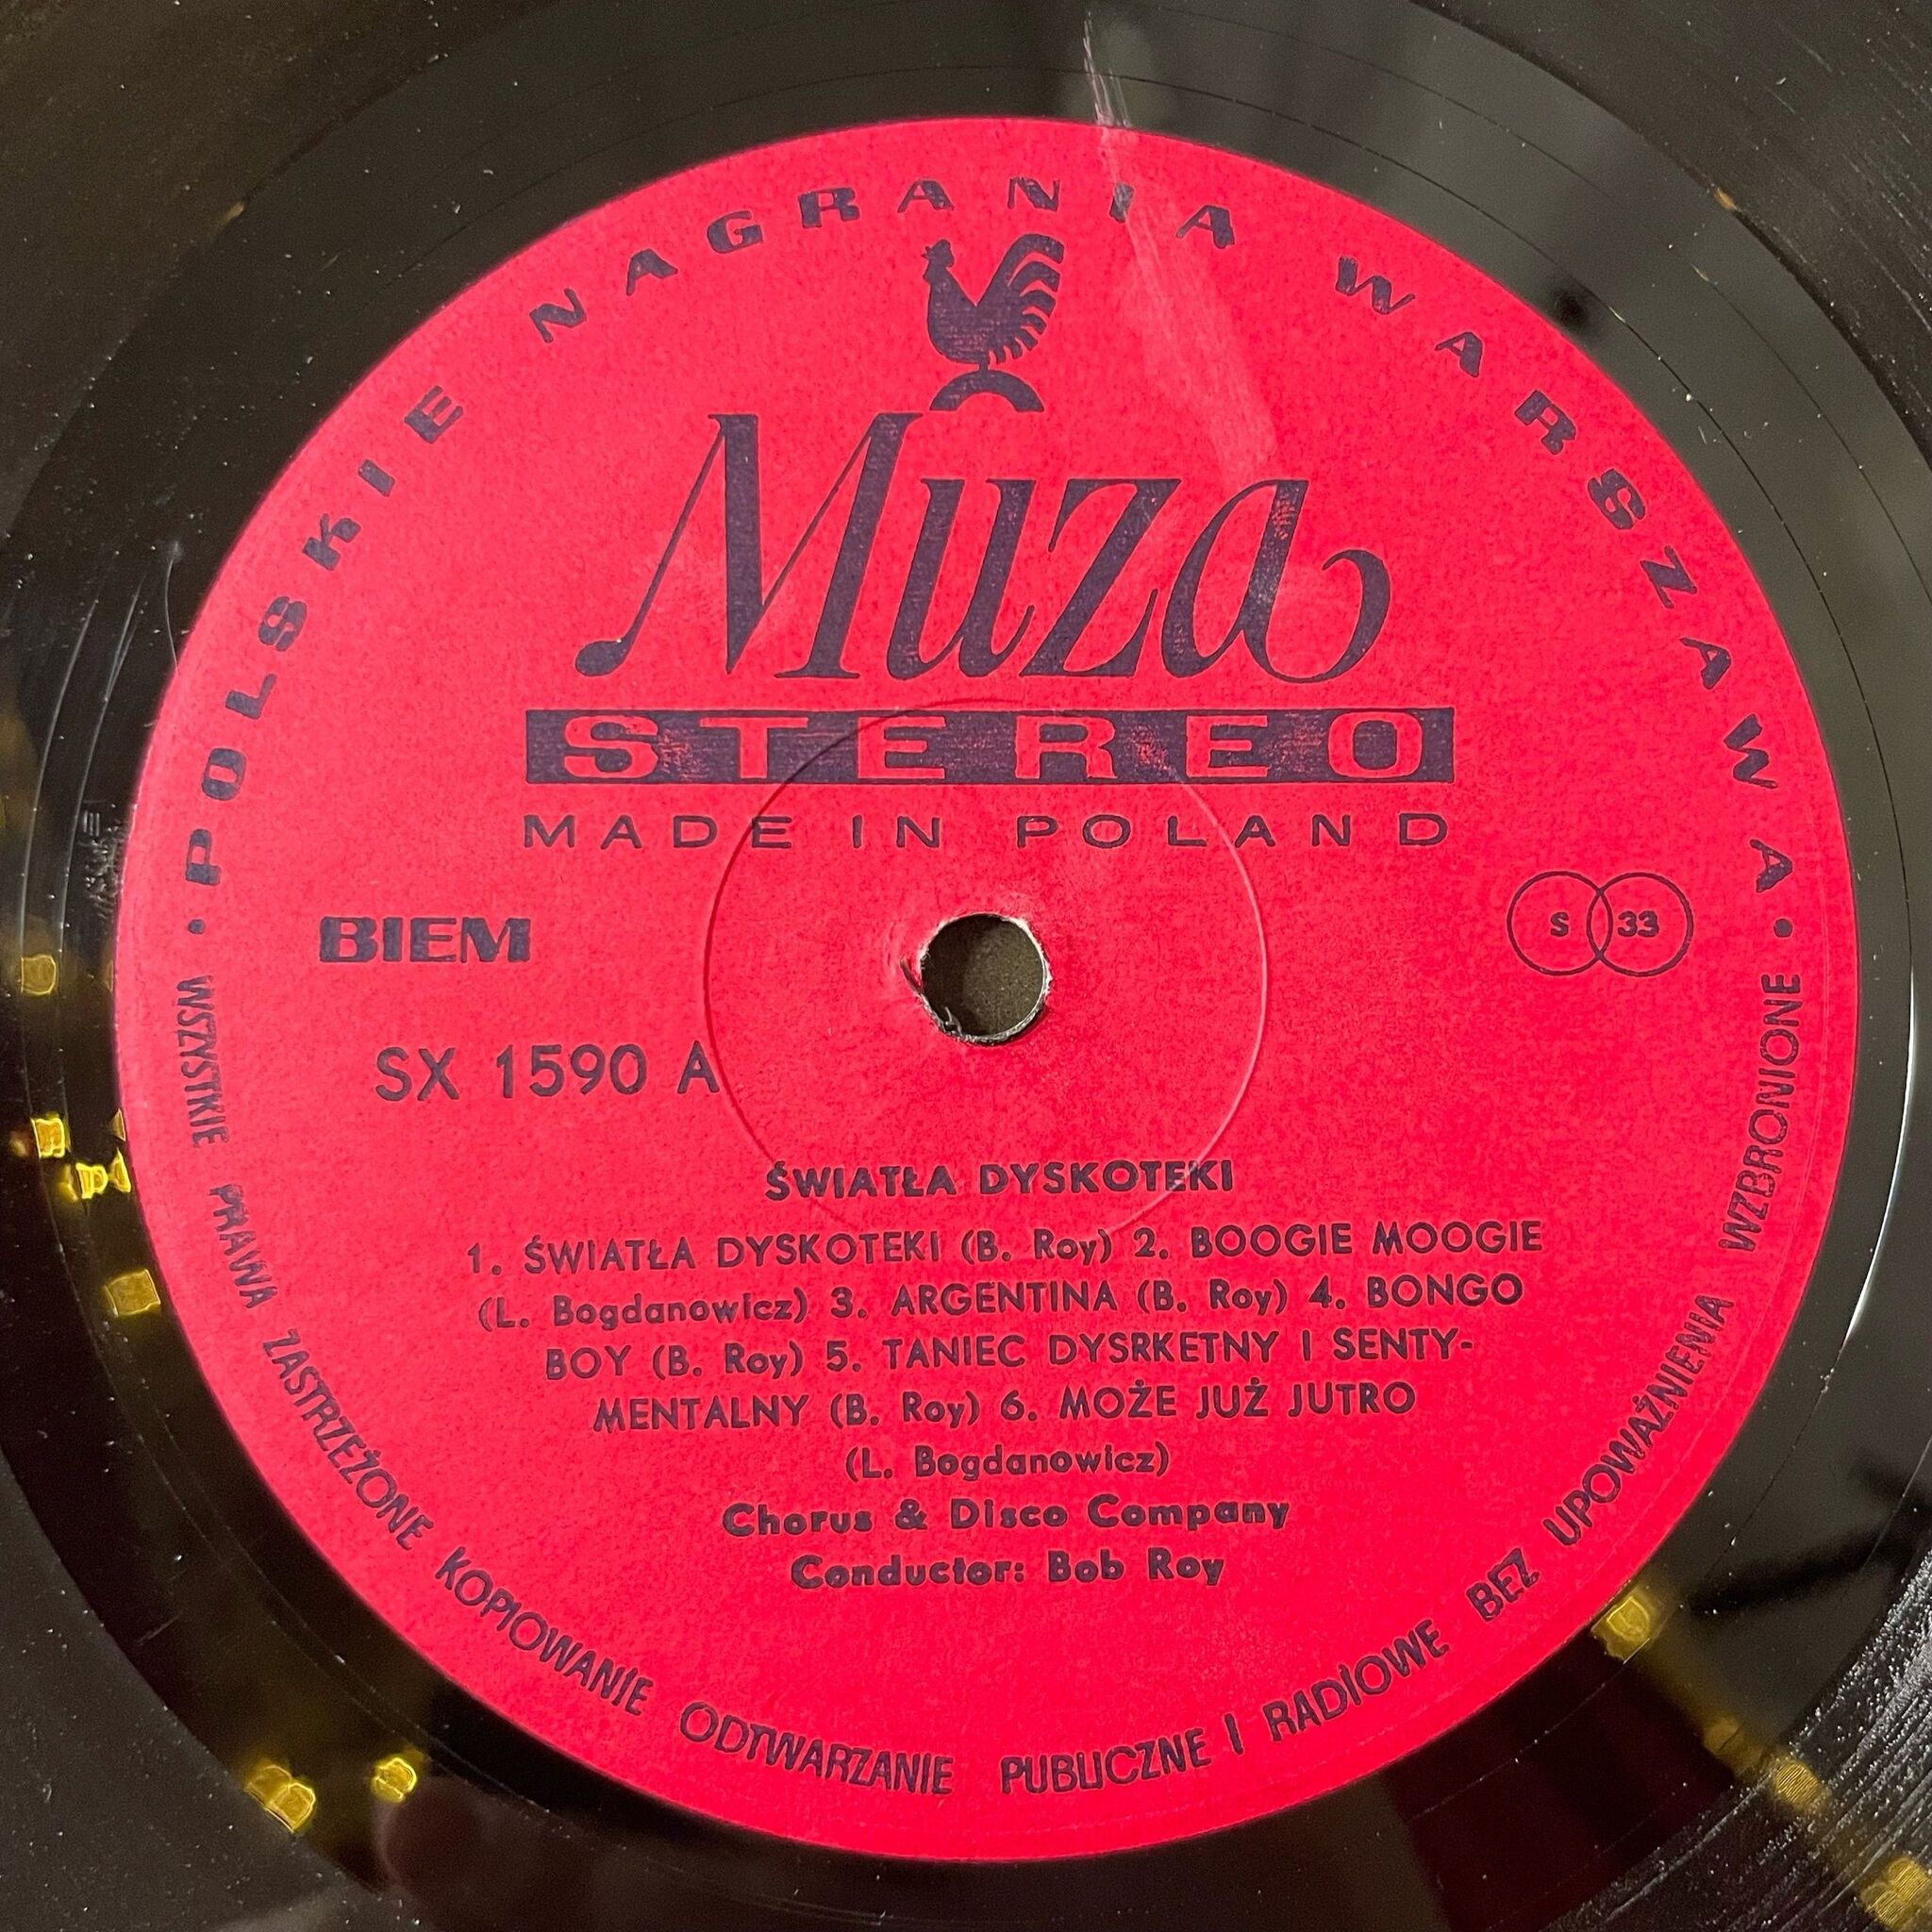 POLSKIE NAGRANIA WARSZAWA
Muza
STEREO
MADE IN POLAND
BIEM
S 33
SX 1590 A
ŚWIATŁA DYSKOTEKI
1. ŚWIATŁA DYSKOTEKI (B. Roy) 2. BOOGIE MOOGIE
(L. Bogdanowicz) 3. ARGENTINA (B. Roy) 4. BONGO
BOY (B. Roy) 5. TANIEC DYSRKETNY I SENTY-
MENTALNY (B. Roy) 6. MOŻE JUŻ JUTRO
(L. Bogdanowicz)
Chorus & Disco Company
Conductor: Bob Roy
• WSZYSTKIE PRAWA ZASTRZEŻONE KOPIOWANIE ODTWARZANIE PUBLICZNE I RADIOWE BEZ UPOWAŻNIENIA WZBRONIONE •